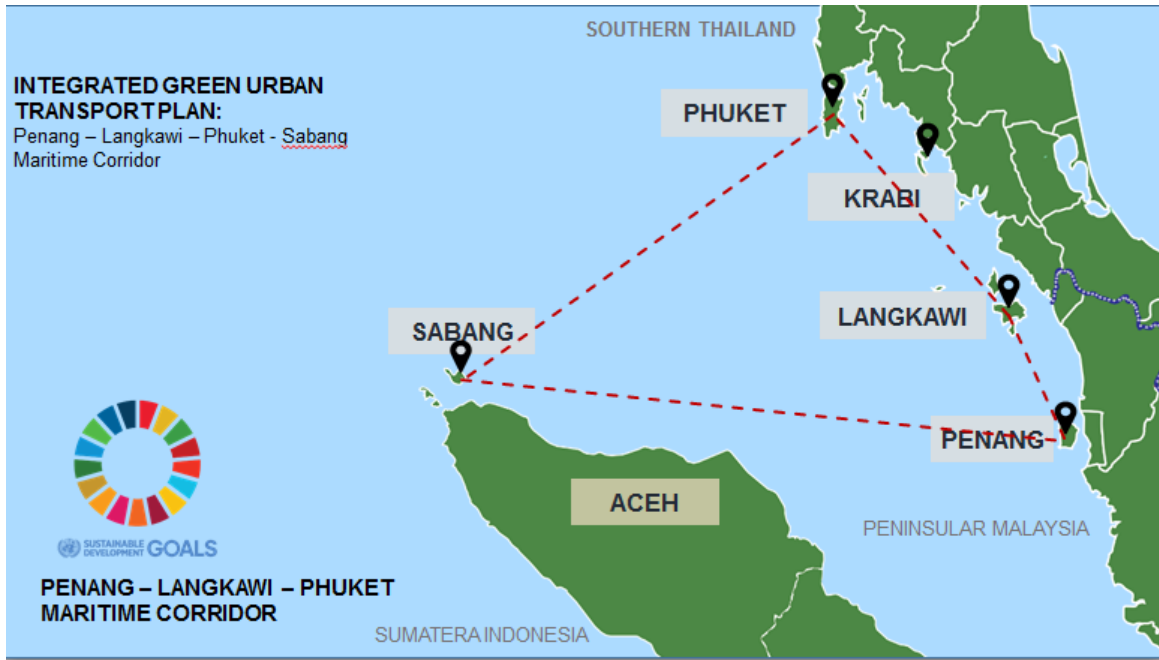 SOUTHERN THAILAND
INTEGRATED GREEN URBAN
TRANSPORT PLAN:
Penang – Langkawi – Phuket - Sabang
Maritime Corridor
PHUKET
KRABI
LANGKAWI
SABANG
PENANG
ACEH
PENINSULAR MALAYSIA
SUSTAINABLE
DEVELOPMENT GOALS
PENANG – LANGKAWI – PHUKET
MARITIME CORRIDOR
SUMATERA INDONESIA